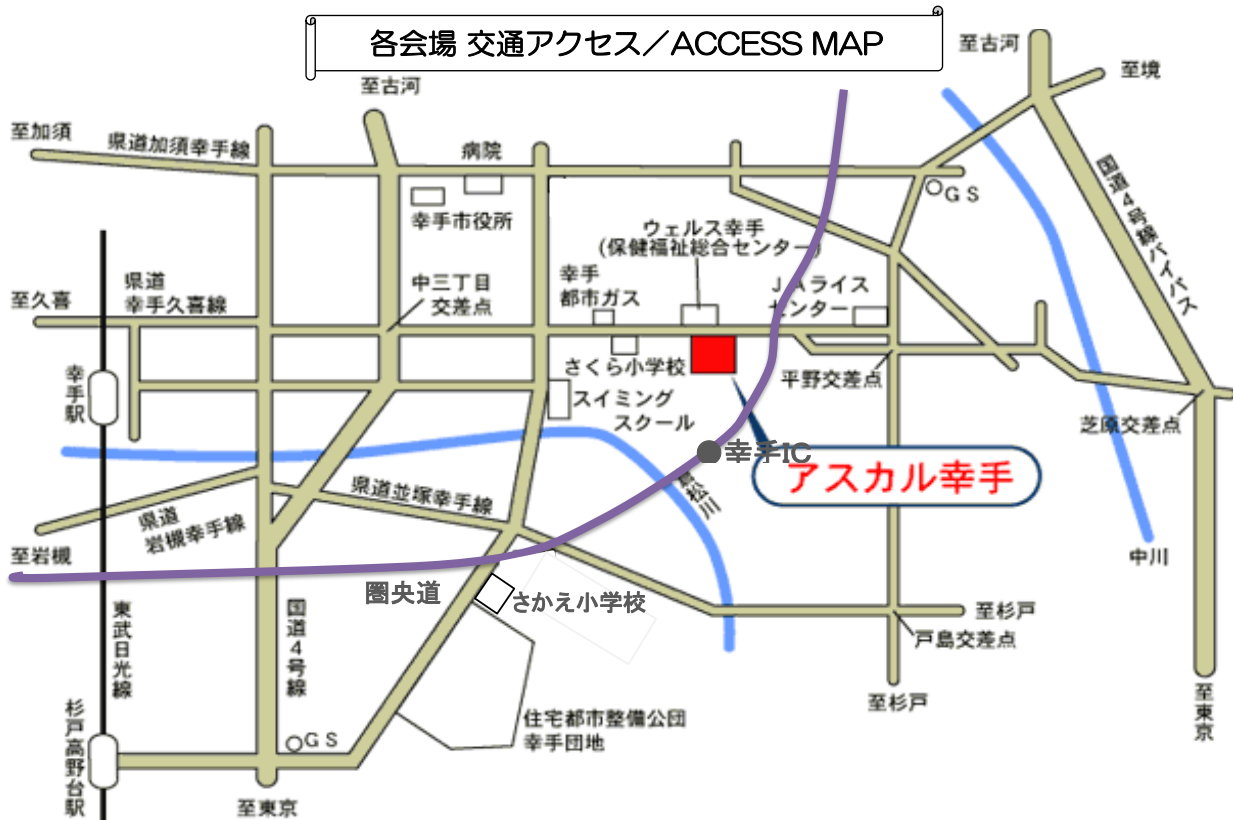 各会場 交通アクセス／ACCESS MAP
至古河
至境
至古河
至加須
県道加須幸手線
病院
国道4号線バイパス
ＧＳ
幸手市役所
ウェルス幸手
(保健福祉総合センター)
県道
幸手久喜線
中三丁目
交差点
幸手
都市ガス
ＪＡライス
センター
至久喜
さくら小学校
平野交差点
幸手駅
スイミング
スクール
芝原交差点
幸手IC
アスカル幸手
県道並塚幸手線
倉松川
県道
岩槻幸手線
至岩槻
中川
圏央道
さかえ小学校
東武日光線
国道4号線
至杉戸
戸島交差点
至杉戸
至東京
住宅都市整備公団
幸手団地
杉戸高野台駅
ＧＳ
至東京